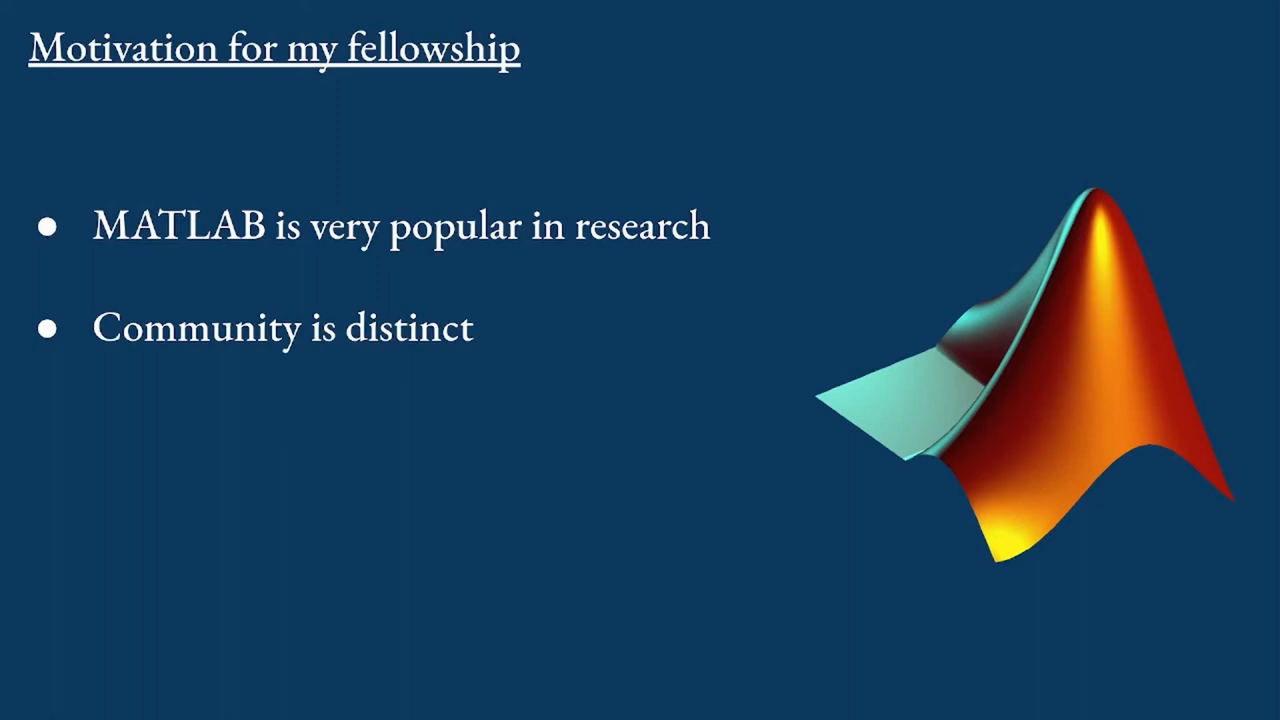 Motivation for my fellowship
● MATLAB is very popular in research
● Community is distinct